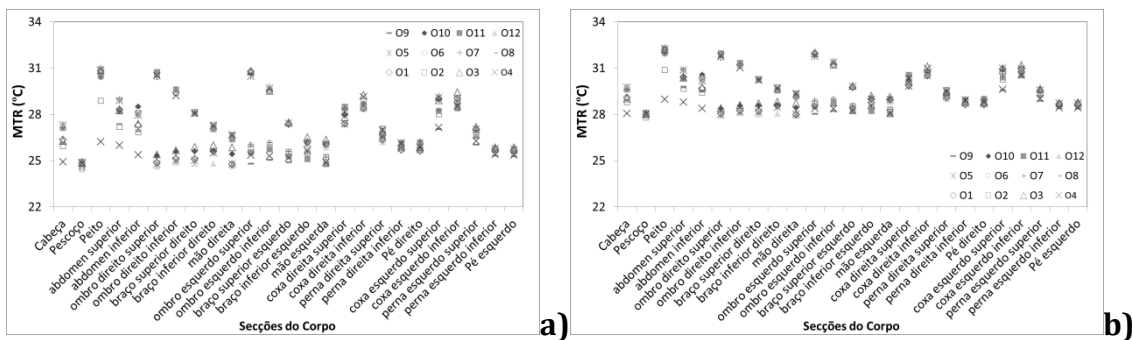 34
31
28
25
22
MTR (°C)
O9 O10 O11 O12
O5 O6 O7 O8
O1 O2 O3 O4
Cabeça
Pescoço
Peito
abdomen superior
abdomen inferior
ombro direito superior
ombro direito inferior
braço superior direito
braço inferior direito
mão direita
ombro esquerdo superior
ombro esquerdo inferior
braço superior esquerdo
braço inferior esquerdo
mão esquerda
coxa direita superior
coxa direita inferior
perna direita superior
perna direita inferior
Pé direito
coxa esquerdo superior
coxa esquerdo inferior
perna esquerdo superior
perna esquerdo inferior
Pé esquerdo
Secções do Corpo
a)
34
31
28
25
22
MTR (°C)
O9 O10 O11 O12
O5 O6 O7 O8
O1 O2 O3 O4
Cabeça
Pescoço
Peito
abdomen superior
abdomen inferior
ombro direito superior
ombro direito inferior
braço superior direito
braço inferior direito
mão direita
ombro esquerdo superior
ombro esquerdo inferior
braço superior esquerdo
braço inferior esquerdo
mão esquerda
coxa direita superior
coxa direita inferior
perna direita superior
perna direita inferior
Pé direito
coxa esquerdo superior
coxa esquerdo inferior
perna esquerdo superior
perna esquerdo inferior
Pé esquerdo
Secções do Corpo
b)